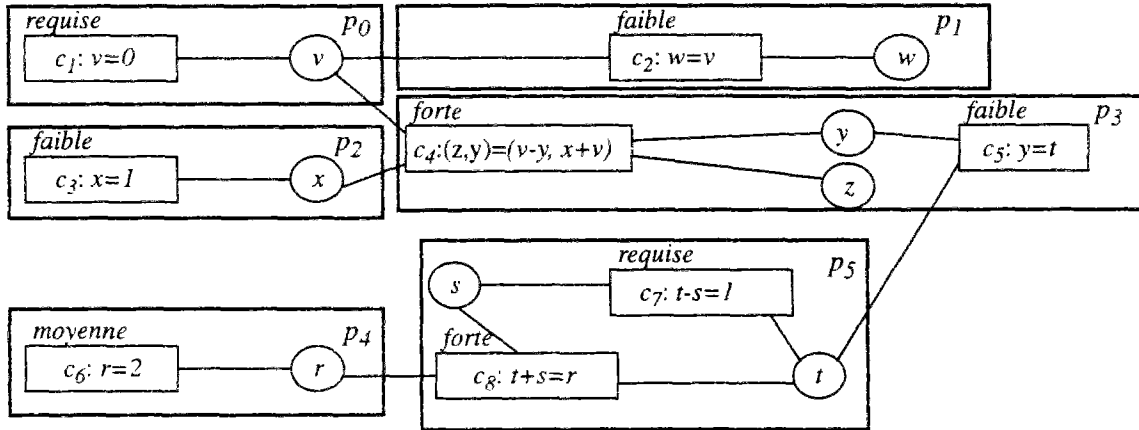 requise
p0
c1: v=0
v
faible
p1
c2: w=v
w
faible
p2
c3: x=1
x
forte
c4:(z,y)=(v-y, x+v)
y
z
faible
p3
c5: y=t
moyenne
p4
c6: r=2
r
s
requise
p5
c7: t-s=1
forte
c8: t+s=r
t